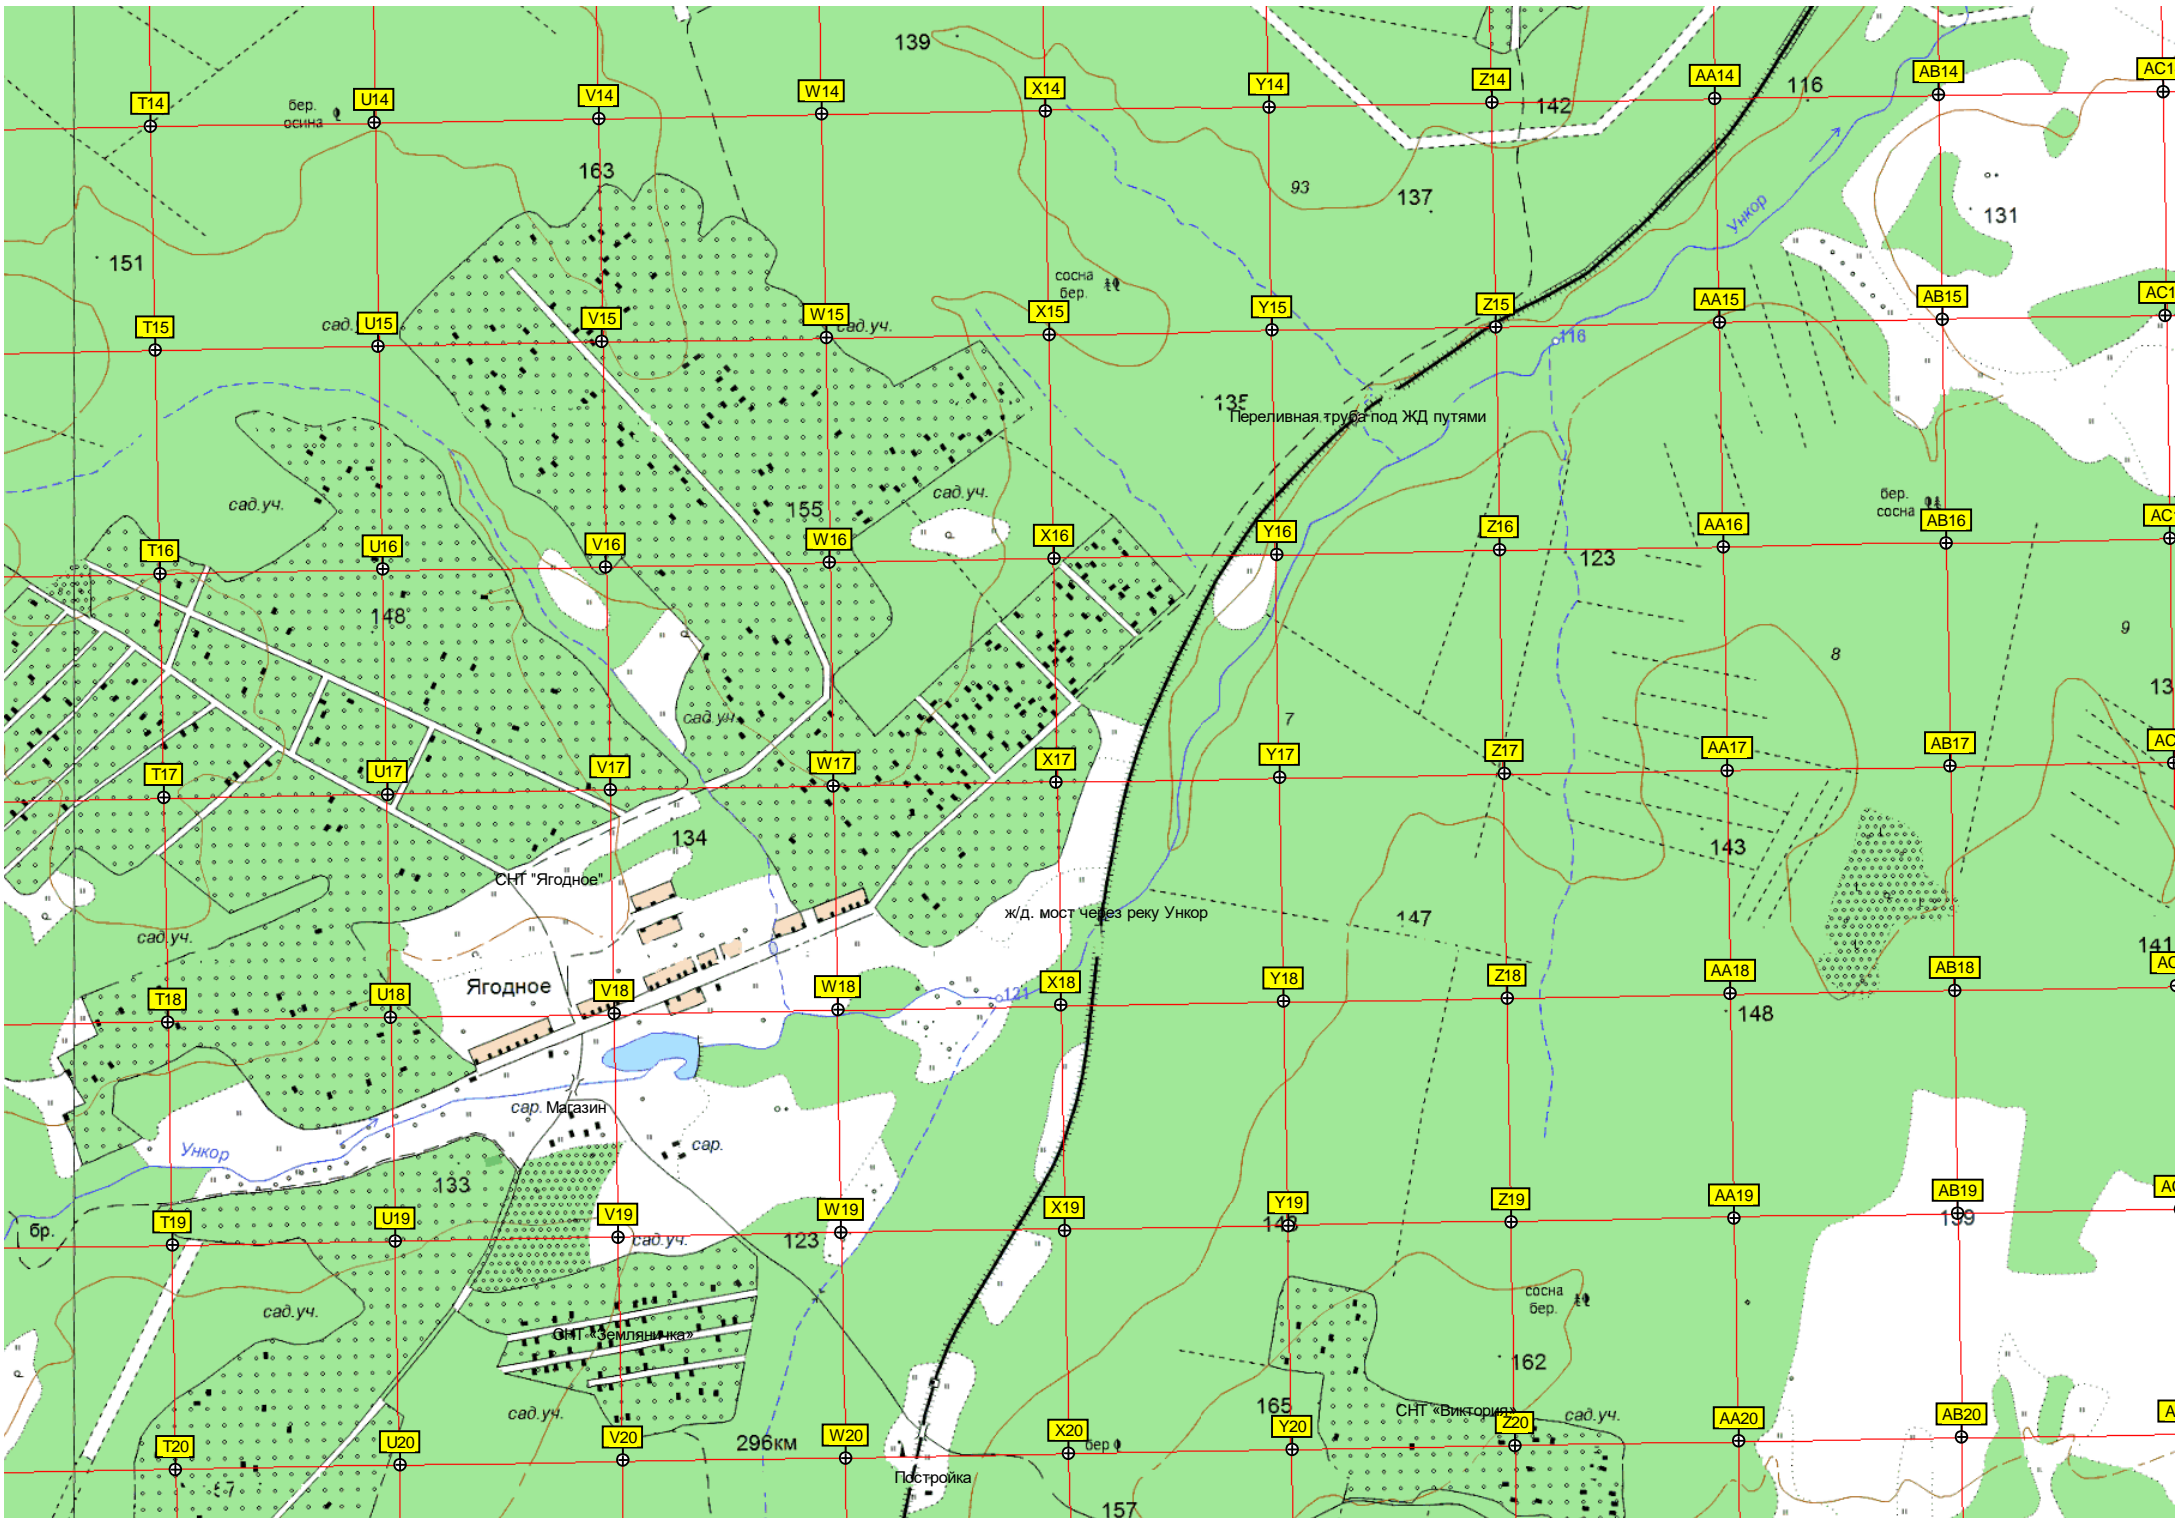 139
T14
U14
V14
W14
X14
Y14
Z14
AA14
AB14
116
142
бер.
осина
163
93
137
Ункор
131
151
сосна
бер.
T15
сад.
U15
V15
W15
сад.уч.
X15
Y15
Z15
AA15
AB15
116
135
Переливная труба под ЖД путями
сад.уч.
155
сад.уч.
бер.
сосна
T16
U16
V16
W16
X16
Y16
Z16
AA16
AB16
123
148
9
8
сад.уч.
7
T17
U17
V17
W17
X17
Y17
Z17
AA17
AB17
134
143
СНТ "Ягодное"
ж/д. мост через реку Ункор
147
сад.уч.
141
Ягодное
T18
U18
V18
W18
121
X18
Y18
Z18
AA18
AB18
148
сар.
Магазин
Ункор
сар.
133
T19
U19
V19
W19
X19
Y19
Z19
AA19
AB19
бр.
сад.уч.
123
сад.уч.
СНТ «Земляничка»
сосна
бер.
162
сад.уч.
165
СНТ «Виктория»
сад.уч.
T20
U20
V20
296км
W20
X20
бер
Y20
Z20
AA20
AB20
Постройка
157